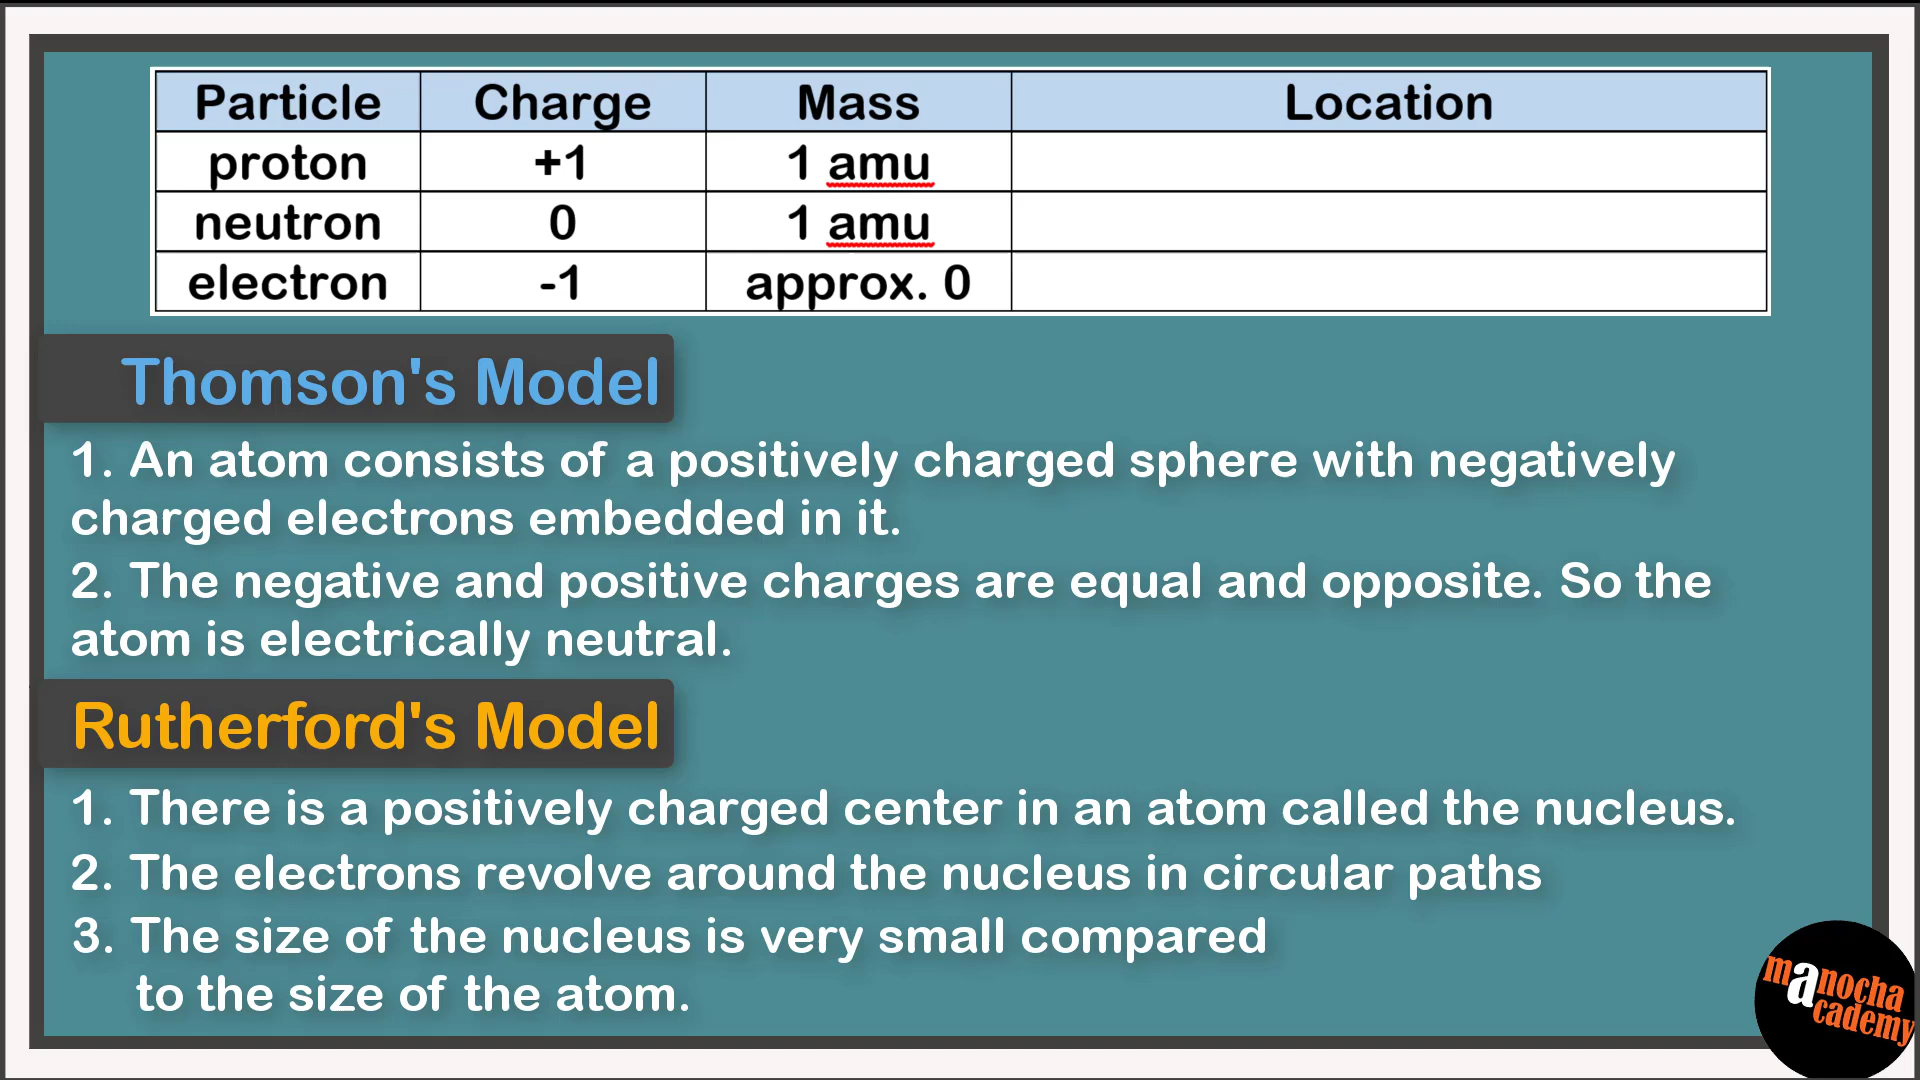 Particle Charge Mass Location
proton +1 1 amu
neutron 0 1 amu
electron -1 approx. 0
Thomson's Model
1. An atom consists of a positively charged sphere with negatively
charged electrons embedded in it.
2. The negative and positive charges are equal and opposite. So the
atom is electrically neutral.
Rutherford's Model
1. There is a positively charged center in an atom called the nucleus.
2. The electrons revolve around the nucleus in circular paths
3. The size of the nucleus is very small compared
to the size of the atom.
manocha
cademy